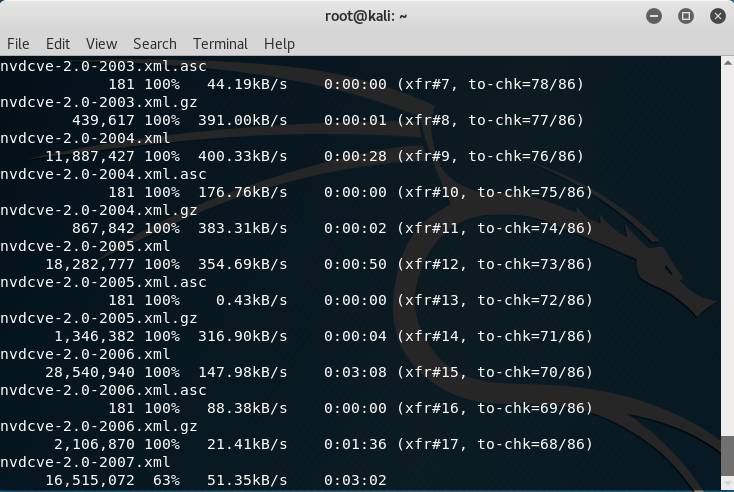 root@kali: ~
File Edit View Search Terminal Help
nvdcve-2.0-2003.xml.asc
181 100% 44.19kB/s 0:00:00 (xfr#7, to-chk=78/86)
nvdcve-2.0-2003.xml.gz
439,617 100% 391.00kB/s 0:00:01 (xfr#8, to-chk=77/86)
nvdcve-2.0-2004.xml
11,887,427 100% 400.33kB/s 0:00:28 (xfr#9, to-chk=76/86)
nvdcve-2.0-2004.xml.asc
181 100% 176.76kB/s 0:00:00 (xfr#10, to-chk=75/86)
nvdcve-2.0-2004.xml.gz
867,842 100% 383.31kB/s 0:00:02 (xfr#11, to-chk=74/86)
nvdcve-2.0-2005.xml
18,282,777 100% 354.69kB/s 0:00:50 (xfr#12, to-chk=73/86)
nvdcve-2.0-2005.xml.asc
181 100% 0.43kB/s 0:00:00 (xfr#13, to-chk=72/86)
nvdcve-2.0-2005.xml.gz
1,346,382 100% 316.90kB/s 0:00:04 (xfr#14, to-chk=71/86)
nvdcve-2.0-2006.xml
28,540,940 100% 147.98kB/s 0:03:08 (xfr#15, to-chk=70/86)
nvdcve-2.0-2006.xml.asc
181 100% 88.38kB/s 0:00:00 (xfr#16, to-chk=69/86)
nvdcve-2.0-2006.xml.gz
2,106,870 100% 21.41kB/s 0:01:36 (xfr#17, to-chk=68/86)
nvdcve-2.0-2007.xml
16,515,072 63% 51.35kB/s 0:03:02